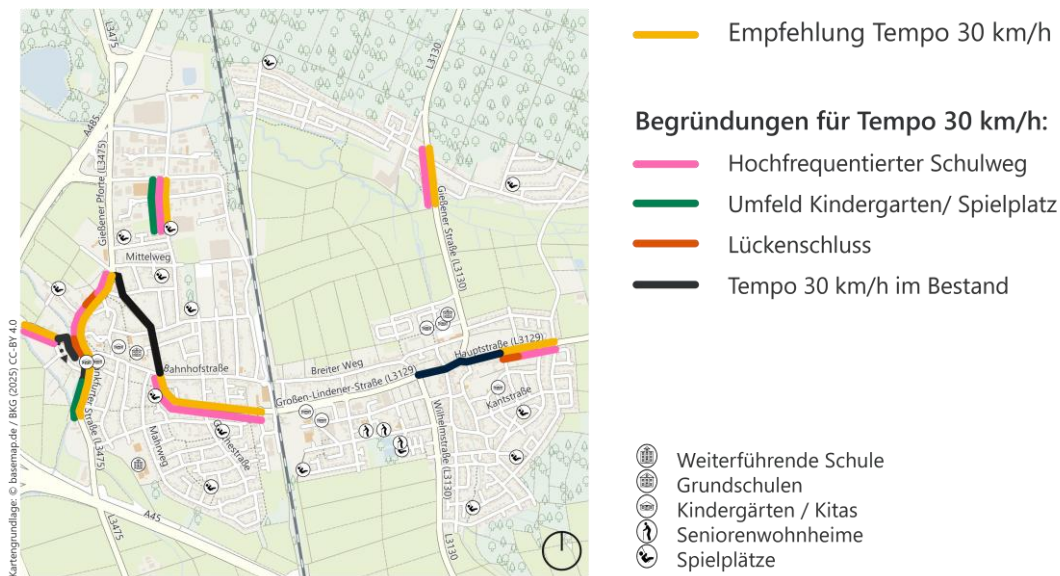 Empfehlung Tempo 30 km/h
Begründungen für Tempo 30 km/h:
Hochfrequentierter Schulweg
Umfeld Kindergarten/ Spielplatz
Lückenschluss
Tempo 30 km/h im Bestand
Weiterführende Schule
Grundschulen
Kindergärten / Kitas
Seniorenwohnheime
Spielplätze
L3475
L3130
A485
Gießener Pforte (L3475)
Gießener Straße (L3130)
Mittelweg
Bahnhofstraße
Breiter Weg
Hauptstraße (L3129)
Großen-Lindener-Straße (L3129)
Kantstraße
Wilhelmstraße (L3130)
Mahrweg
A45
L3475
L3130
Kartengrundlage: © basemap.de / BKG (2025) CC-BY 4.0